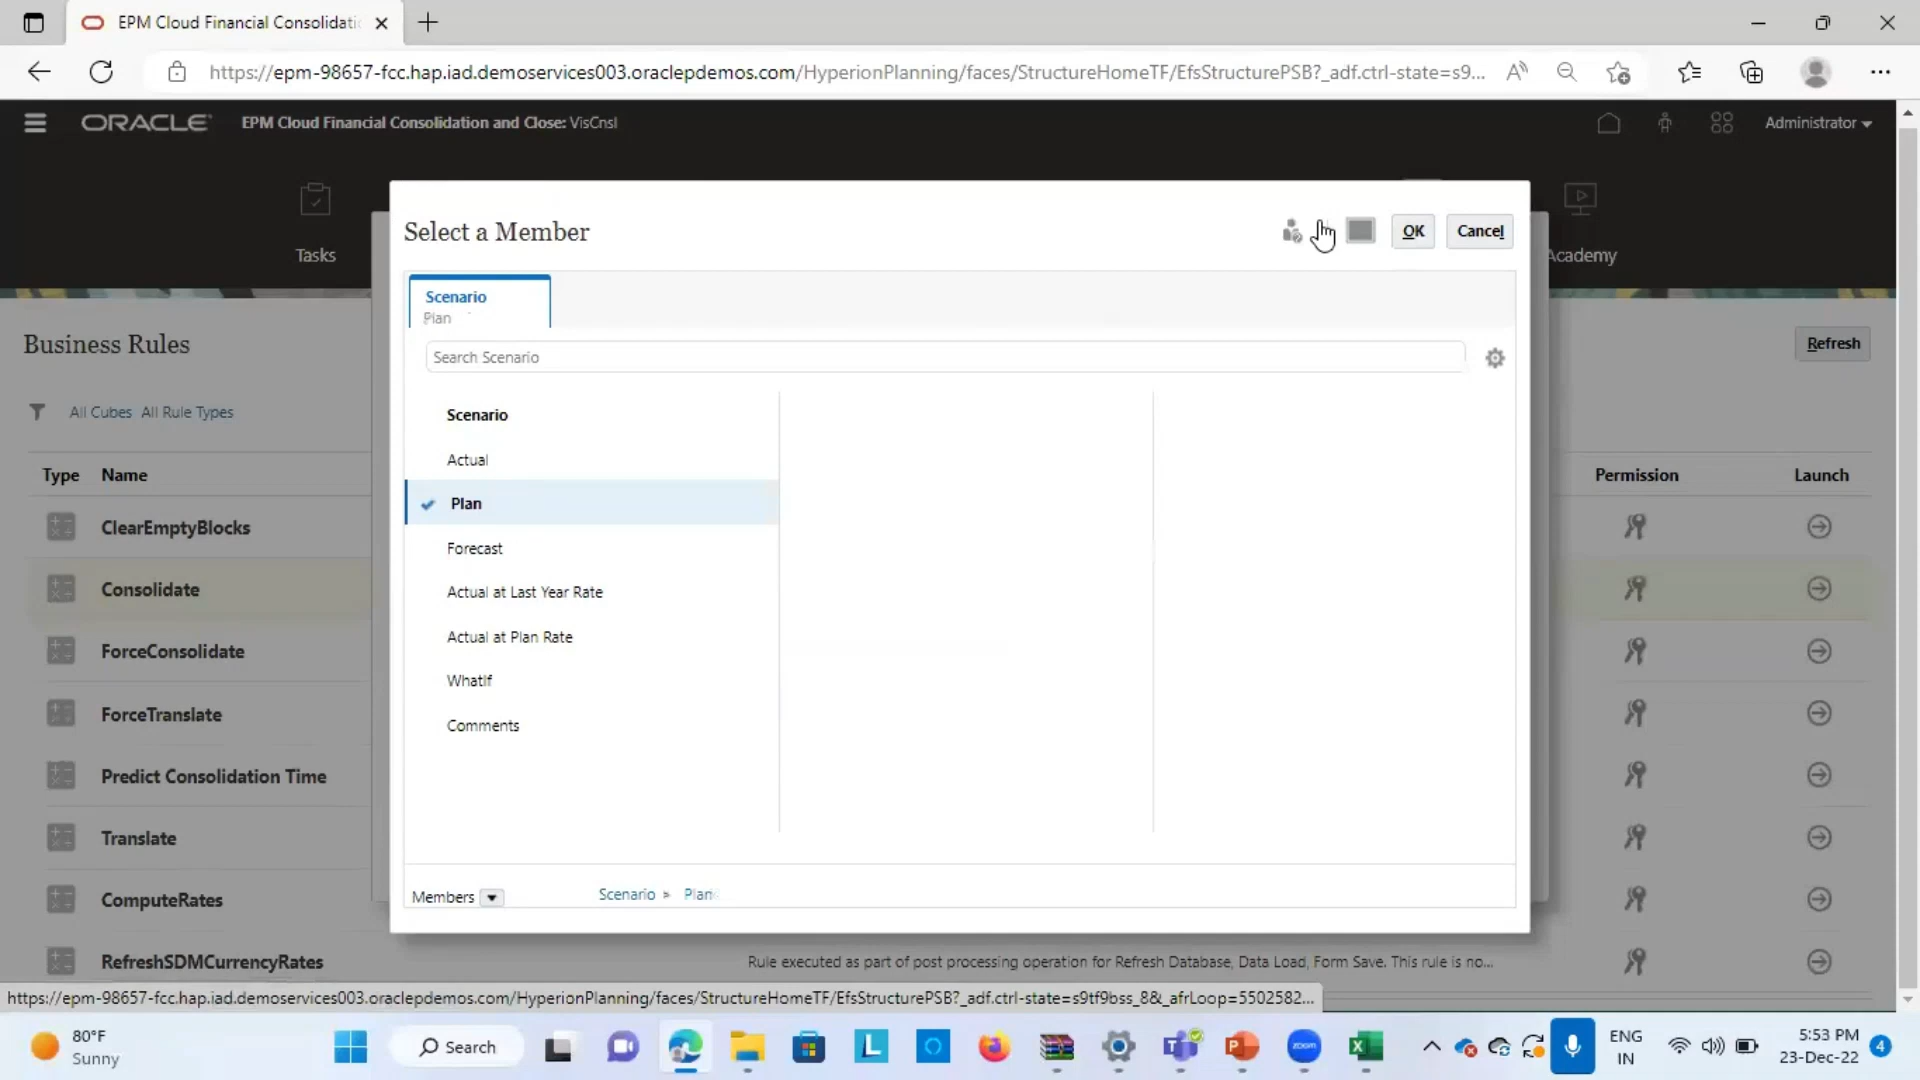 EPM Cloud Financial Consolidati
https://epm-98657-fcc.hap.iad.demoservices003.oraclepdemos.com/HyperionPlanning/faces/StructureHomeTF/EfsStructurePSB?_adf.ctrl-state=s9...
ORACLE EPM Cloud Financial Consolidation and Close: VisCnsl Administrator
Tasks
Academy
Select a Member
OK
Cancel
Scenario
Plan
Search Scenario
Business Rules
Refresh
All Cubes All Rule Types
Scenario
Actual
Plan
Forecast
Actual at Last Year Rate
Actual at Plan Rate
WhatIf
Comments
Type Name Permission Launch
ClearEmptyBlocks
Consolidate
ForceConsolidate
ForceTranslate
Predict Consolidation Time
Translate
ComputeRates
Members Scenario » Plan
RefreshSDMCurrencyRates Rule executed as part of post processing operation for Refresh Database, Data Load, Form Save. This rule is no...
https://epm-98657-fcc.hap.iad.demoservices003.oraclepdemos.com/HyperionPlanning/faces/StructureHomeTF/EfsStructurePSB?_adf.ctrl-state=s9tf9bss_8&_afrLoop=5502582...
80°F
Sunny
Search
zoom
ENG
IN
5:53 PM
23-Dec-22
4